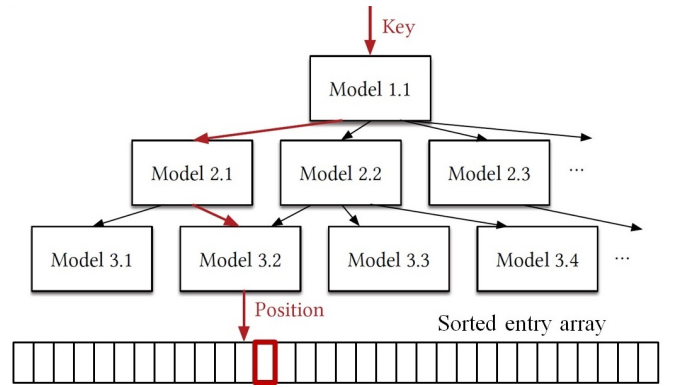 Key
Model 1.1
Model 2.1
Model 2.2
Model 2.3
...
Model 3.1
Model 3.2
Model 3.3
Model 3.4
...
Position
Sorted entry array